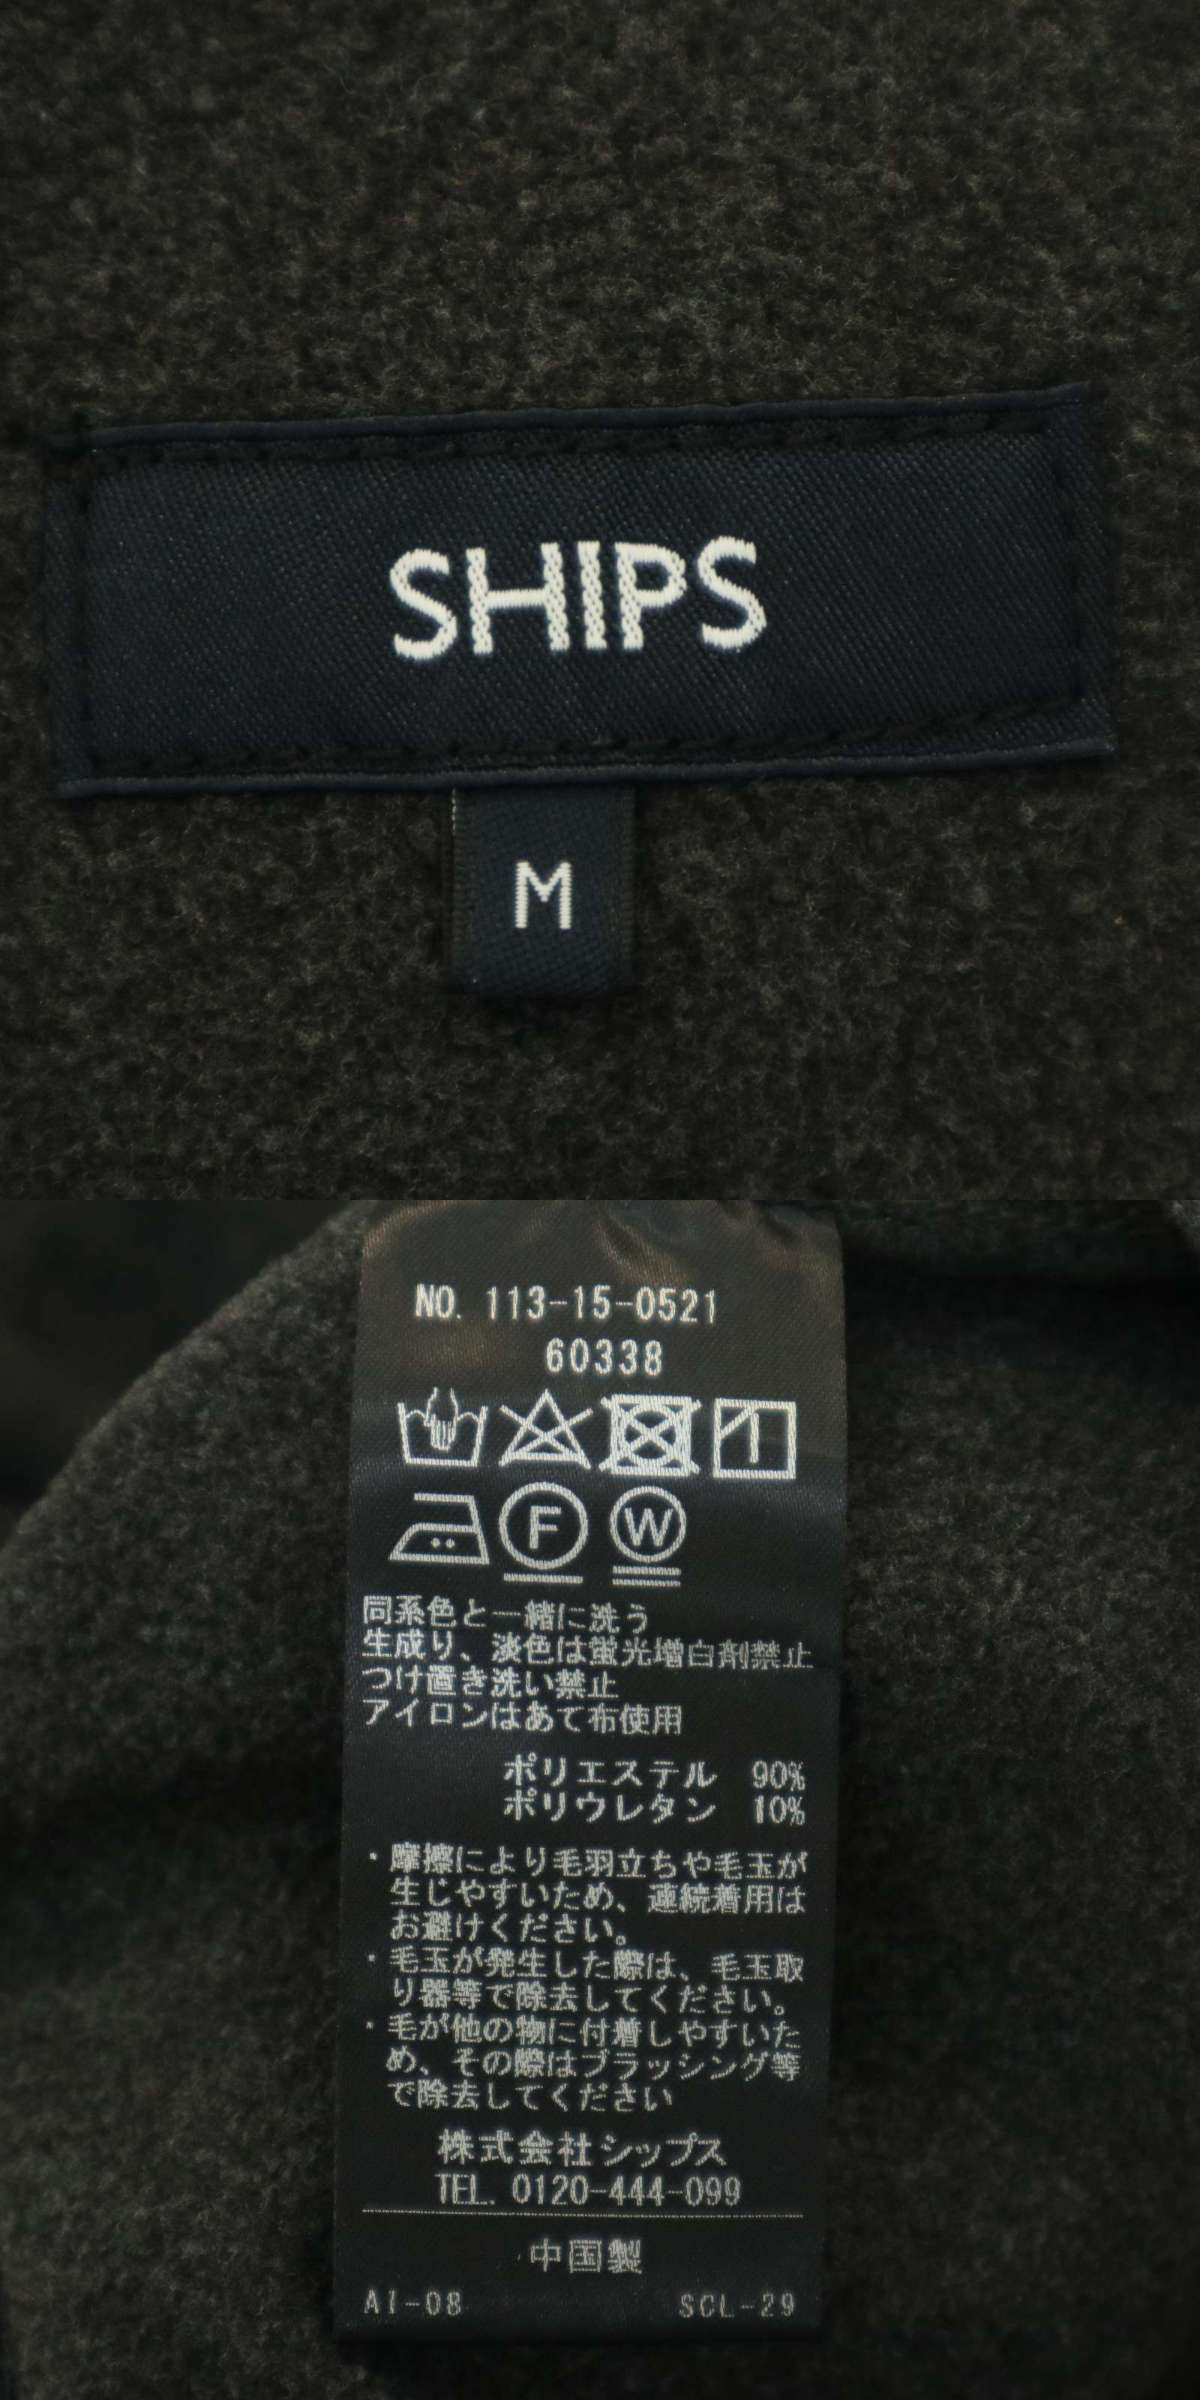 SHIPS
M
NO. 113-15-0521
60338
F
W
同系色と一緒に洗う
生成り、淡色は蛍光増白剤禁止
つけ置き洗い禁止
アイロンはあて布使用
ポリエステル 90%
ポリウレタン 10%
・摩擦により毛羽立ちや毛玉が
生じやすいため、連続着用は
お避けください。
・毛玉が発生した際は、毛玉取
り器等で除去してください。
・毛が他の物に付着しやすいた
め、その際はブラッシング等
で除去してください
株式会社シップス
TEL. 0120-444-099
中国製
AI-08 SCL-29